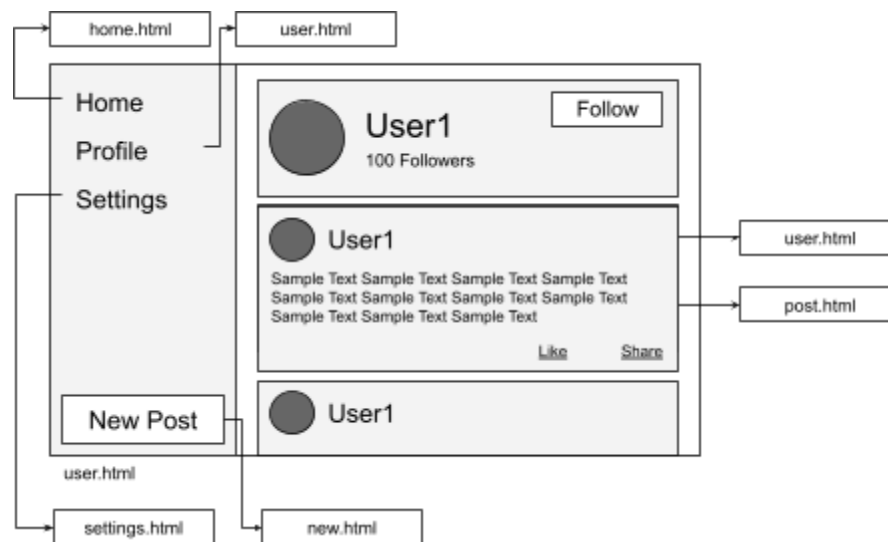 home.html
user.html
Home
Profile
Settings
New Post
User1
100 Followers
Follow
User1
Sample Text Sample Text Sample Text Sample Text
Sample Text Sample Text Sample Text Sample Text
Sample Text Sample Text Sample Text
Like Share
User1
user.html
post.html
user.html
settings.html
new.html